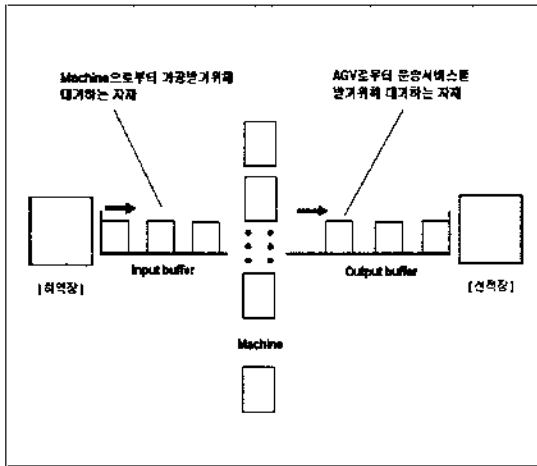 Machine으로부터 가공받기위해
대기하는 자재
AGV로부터 운송서비스를
받기위해 대기하는 자재
Input buffer
Output buffer
[하역장]
[선적장]
Machine